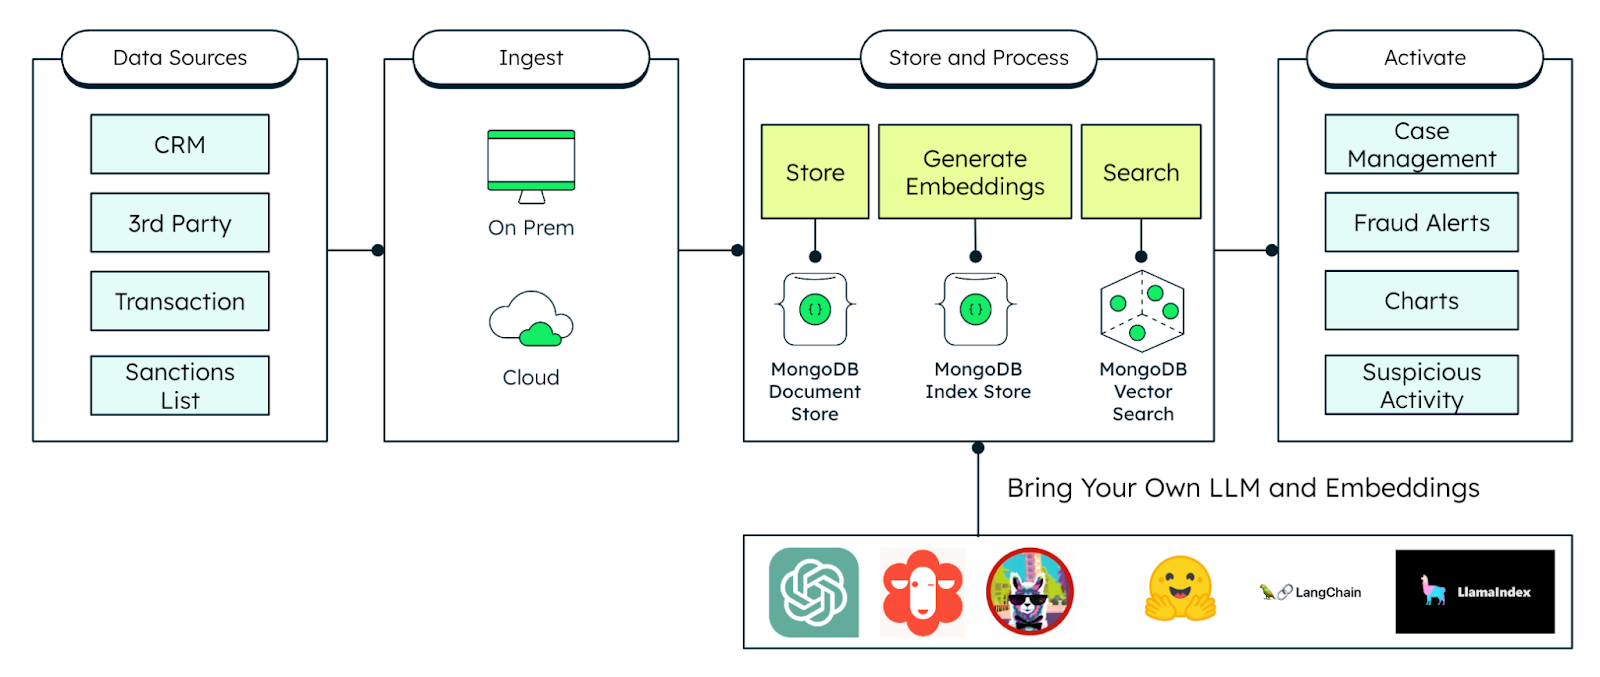 Data Sources
CRM
3rd Party
Transaction
Sanctions
List
Ingest
On Prem
Cloud
Store and Process
Store
Generate
Embeddings
Search
{ }
{ }
MongoDB
Document
Store
MongoDB
Index Store
MongoDB
Vector
Search
Activate
Case
Management
Fraud Alerts
Charts
Suspicious
Activity
Bring Your Own LLM and Embeddings
LangChain
LlamaIndex